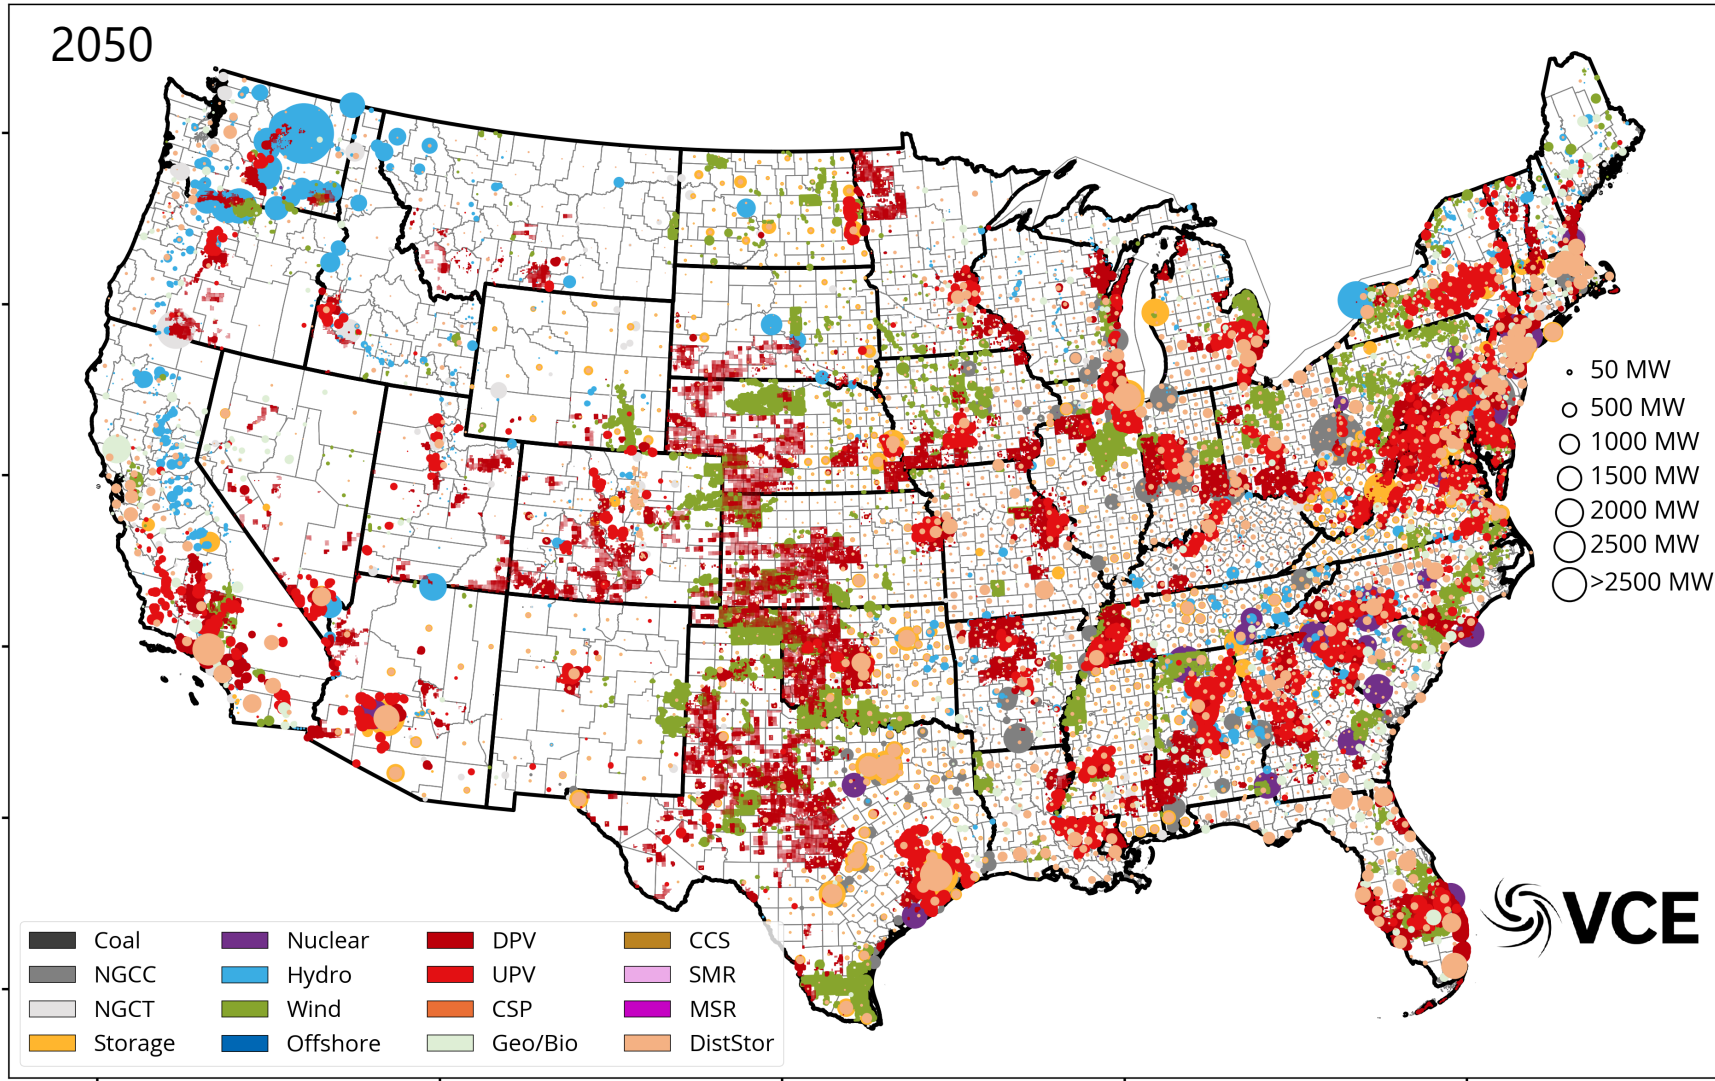 2050
50 MW
500 MW
1000 MW
1500 MW
2000 MW
2500 MW
>2500 MW
VCE
Coal Nuclear DPV CCS
NGCC Hydro UPV SMR
NGCT Wind CSP MSR
Storage Offshore Geo/Bio DistStor